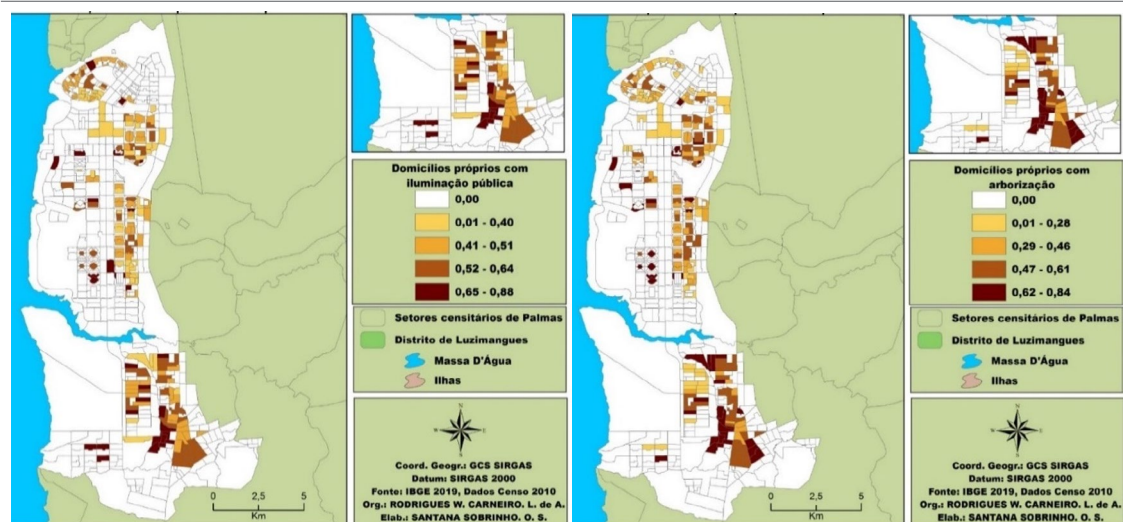 Domicílios próprios com
iluminação pública
0,00
0,01 - 0,40
0,41 - 0,51
0,52 - 0,64
0,65 - 0,88
Setores censitários de Palmas
Distrito de Luzimangues
Massa D'Água
Ilhas
N
W
E
S
Coord. Geogr.: GCS SIRGAS
Datum: SIRGAS 2000
Fonte: IBGE 2019, Dados Censo 2010
Org.: RODRIGUES W. CARNEIRO. L. de A.
Elab.: SANTANA SOBRINHO. O. S.
0 2,5 5
Km
Domicílios próprios com
arborização
0,00
0,01 - 0,28
0,29 - 0,46
0,47 - 0,61
0,62 - 0,84
Setores censitários de Palmas
Distrito de Luzimangues
Massa D'Água
Ilhas
N
W
E
S
Coord. Geogr.: GCS SIRGAS
Datum: SIRGAS 2000
Fonte: IBGE 2019, Dados Censo 2010
Org.: RODRIGUES W. CARNEIRO. L. de A.
Elab.: SANTANA SOBRINHO. O. S.
0 2,5 5
Km